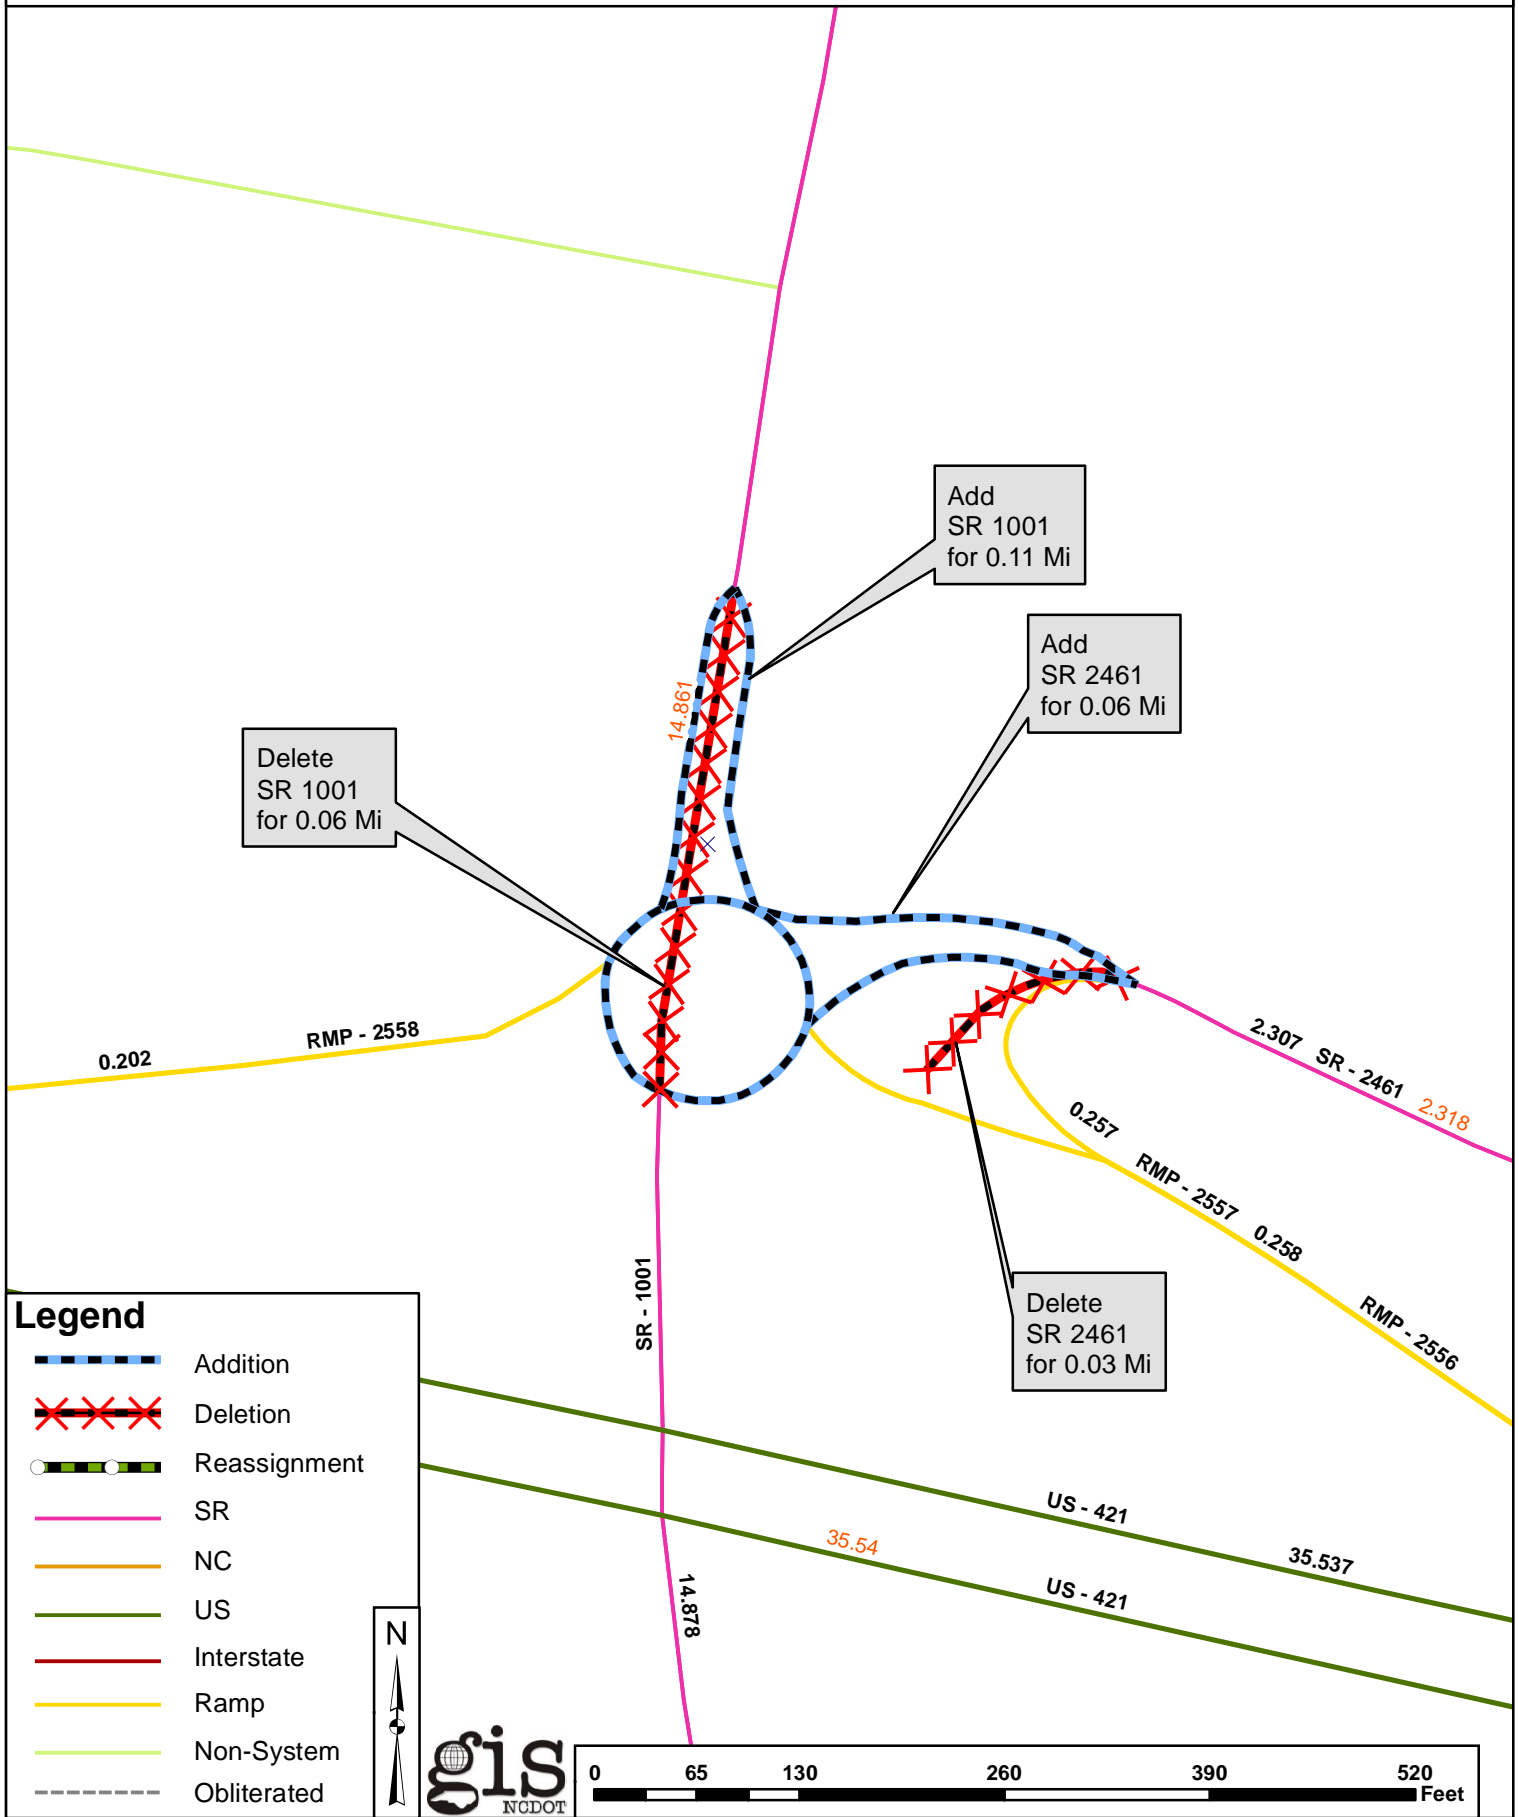 Add
SR 1001
for 0.11 Mi
Add
SR 2461
for 0.06 Mi
14.861
Delete
SR 1001
for 0.06 Mi
0.202
RMP - 2558
2.307
SR - 2461
2.318
0.257
RMP - 2557
0.258
RMP - 2556
SR - 1001
Delete
SR 2461
for 0.03 Mi
US - 421
35.537
35.54
US - 421
14.878
Legend
Addition
Deletion
Reassignment
SR
NC
US
Interstate
Ramp
Non-System
Obliterated
N
gis
NCDOT
0 65 130 260 390 520
Feet